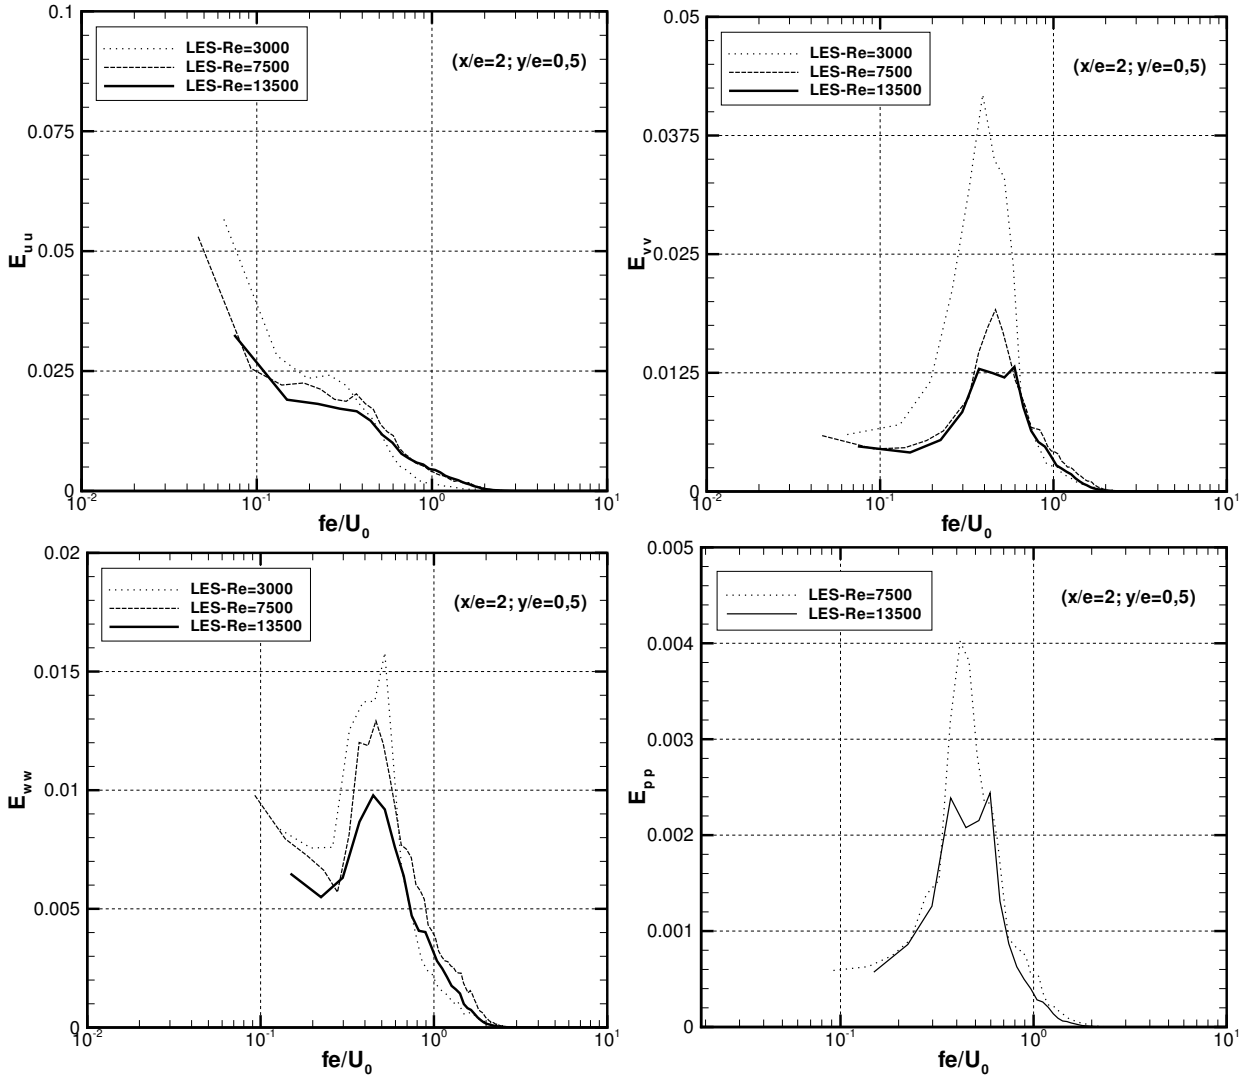 0.1
LES-Re=3000
LES-Re=7500
LES-Re=13500
(x/e=2; y/e=0,5)
0.075
0.05
0.025
0
E_uu
10^-2
10^-1
10^0
10^1
fe/U_0
0.05
LES-Re=3000
LES-Re=7500
LES-Re=13500
(x/e=2; y/e=0,5)
0.0375
0.025
0.0125
0
E_vv
10^-2
10^-1
10^0
10^1
fe/U_0
0.02
LES-Re=3000
LES-Re=7500
LES-Re=13500
(x/e=2; y/e=0,5)
0.015
0.01
0.005
0
E_ww
10^-2
10^-1
10^0
10^1
fe/U_0
0.005
LES-Re=7500
LES-Re=13500
(x/e=2; y/e=0,5)
0.004
0.003
0.002
0.001
0
E_pp
10^-1
10^0
10^1
fe/U_0